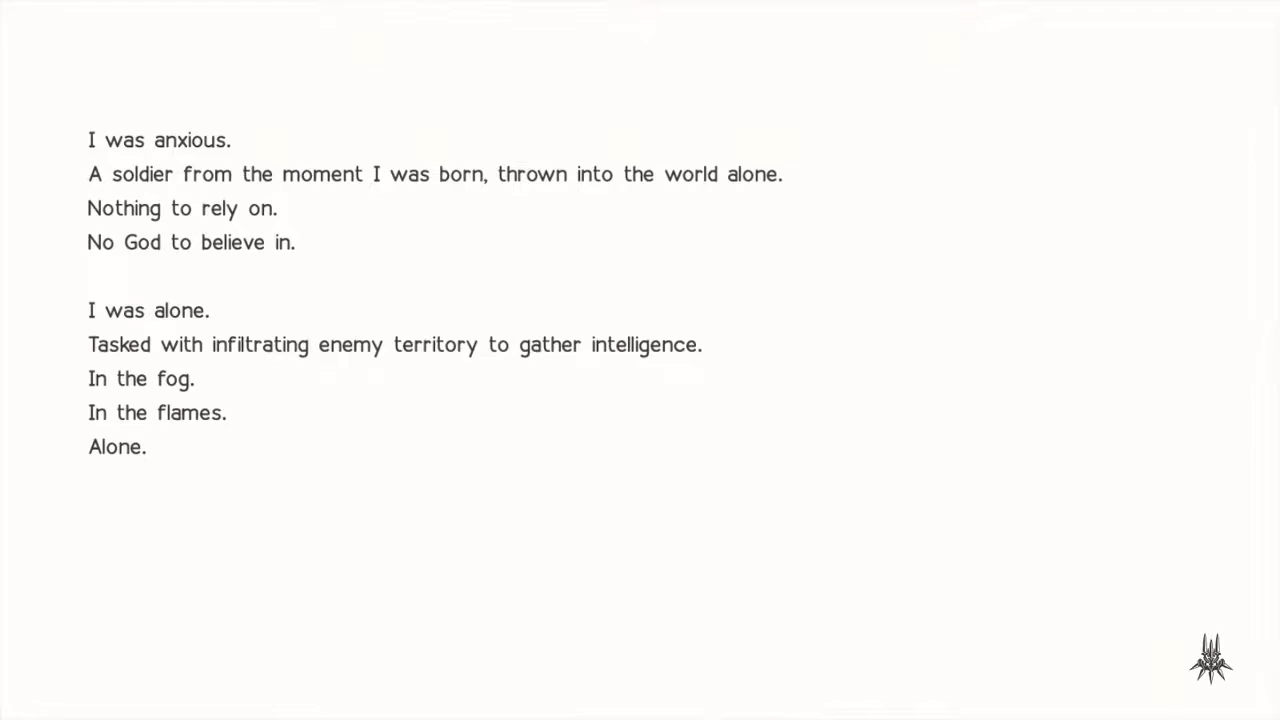 I was anxious.
A soldier from the moment I was born, thrown into the world alone.
Nothing to rely on.
No God to believe in.
I was alone.
Tasked with infiltrating enemy territory to gather intelligence.
In the fog.
In the flames.
Alone.